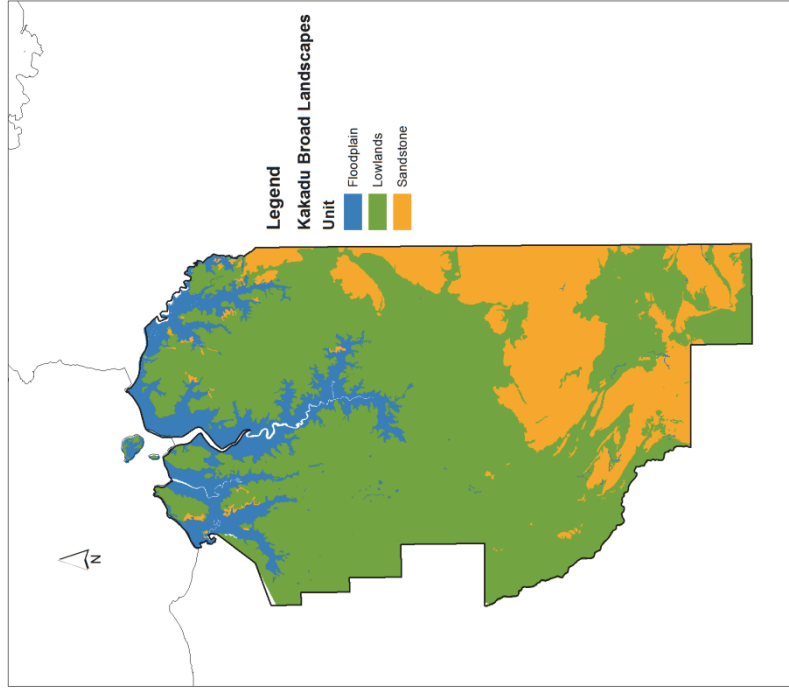 Legend
Kakadu Broad Landscapes
Unit
Floodplain
Lowlands
Sandstone
N